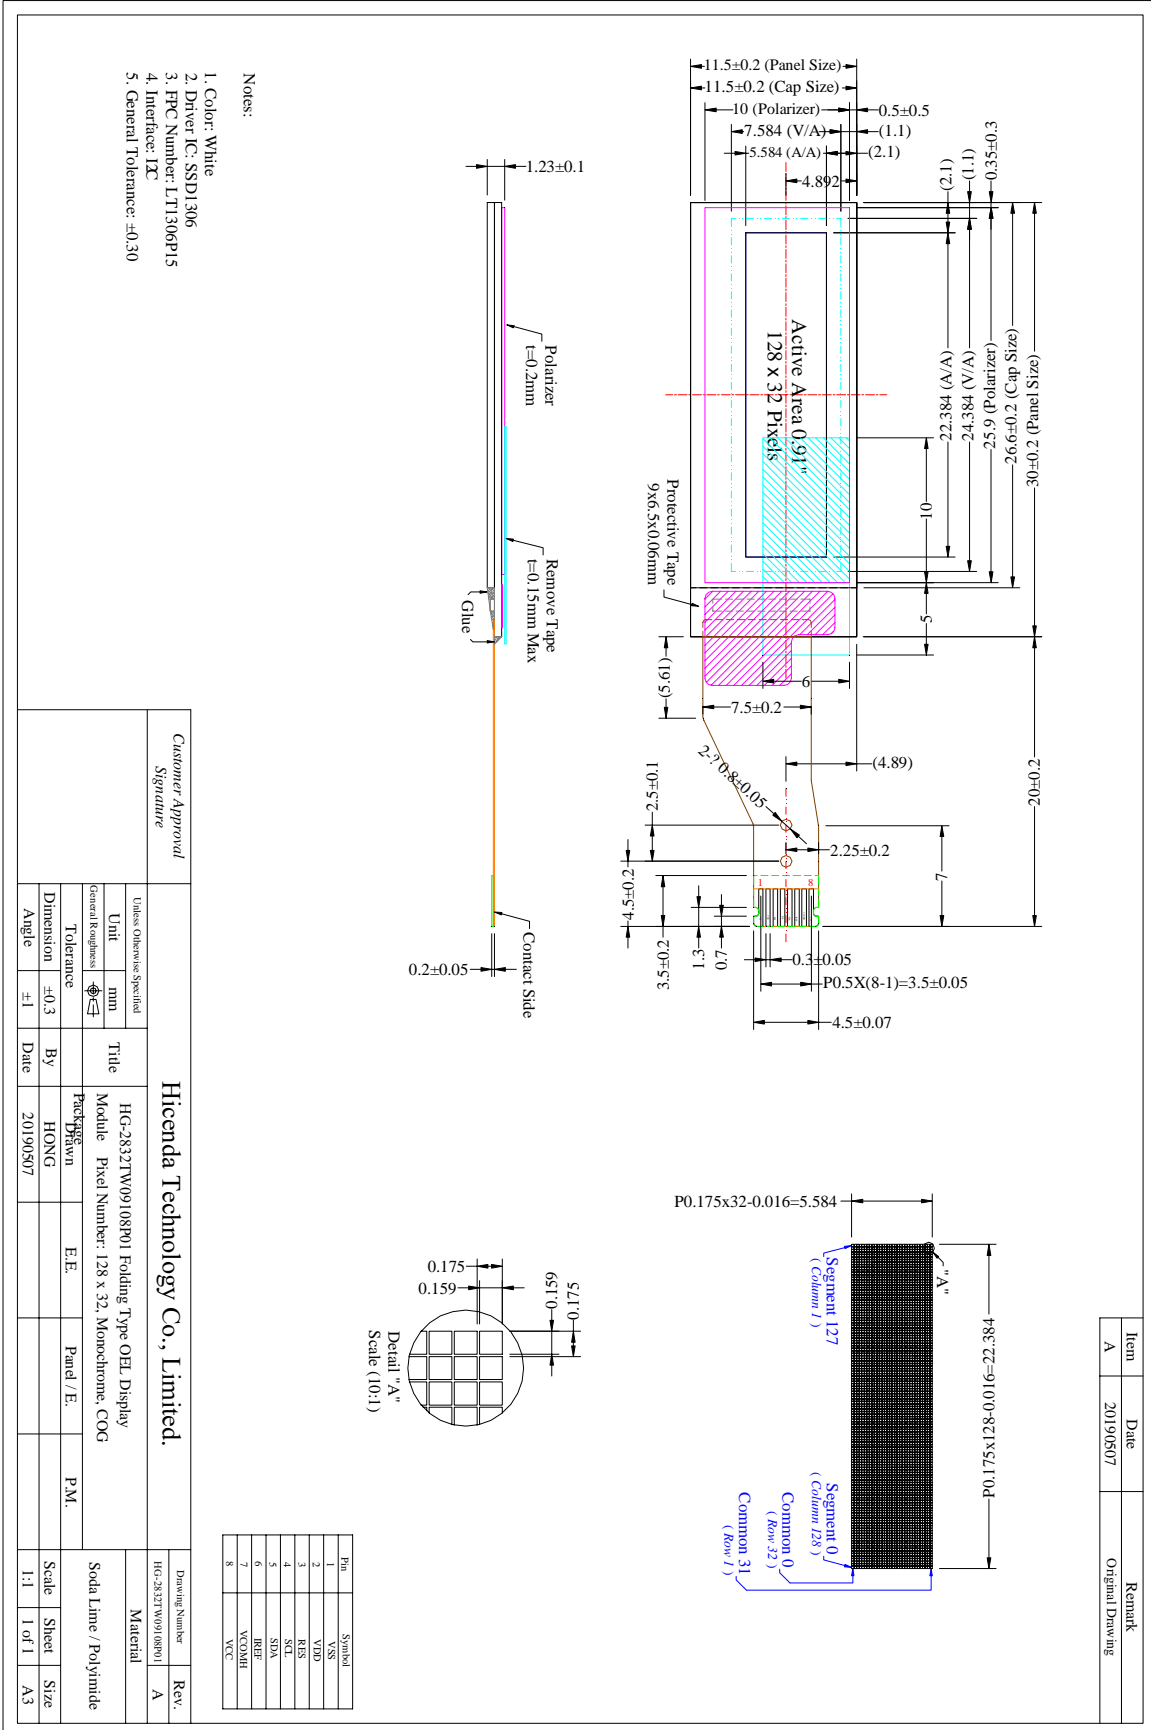 Item Date Remark
A 20190507 Original Drawing
11.5±0.2 (Panel Size)
11.5±0.2 (Cap Size)
10 (Polarizer)
0.5±0.5
7.584 (V/A)
(1.1)
5.584 (A/A)
(2.1)
4.892
0.35±0.3
(1.1)
(2.1)
30±0.2 (Panel Size)
26.6±0.2 (Cap Size)
25.9 (Polarizer)
24.384 (V/A)
22.384 (A/A)
10
5
20±0.2
Active Area 0.91"
128 x 32 Pixels
Protective Tape
9x6.5x0.06mm
6
(5.61)
7.5±0.2
(4.89)
2-? 0.8±0.05
2.5±0.1
2.25±0.2
7
4.5±0.2
3.5±0.2
1.3
0.7
1
8
0.3±0.05
P0.5X(8-1)=3.5±0.05
4.5±0.07
1.23±0.1
Polarizer
t=0.2mm
Remove Tape
t=0.15mm Max
Glue
Contact Side
0.2±0.05
P0.175x32-0.016=5.584
P0.175x128-0.016=22.384
"A"
Segment 127
( Column 1 )
Segment 0
( Column 128 )
Common 0
( Row 32 )
Common 31
( Row 1 )
0.175
0.159
0.175
0.159
Detail "A"
Scale (10:1)
Notes:
1. Color: White
2. Driver IC: SSD1306
3. FPC Number: LT1306P15
4. Interface: I2C
5. General Tolerance: ±0.30
Pin Symbol
1 VSS
2 VDD
3 RES
4 SCL
5 SDA
6 IREF
7 VCOMH
8 VCC
Customer Approval
Signature
Hicenda Technology Co., Limited.
Drawing Number Rev.
HG-2832TW09108P01 A
Unless Otherwise Specified
Unit mm
General Roughness
Tolerance
Dimension ±0.3
Angle ±1
Title
HG-2832TW09108P01 Folding Type OEL Display
Module Pixel Number: 128 x 32, Monochrome, COG
Package
Material
Soda Lime / Polyimide
Drawn E.E. Panel / E. P.M.
By HONG
Date 20190507
Scale Sheet Size
1:1 1 of 1 A3